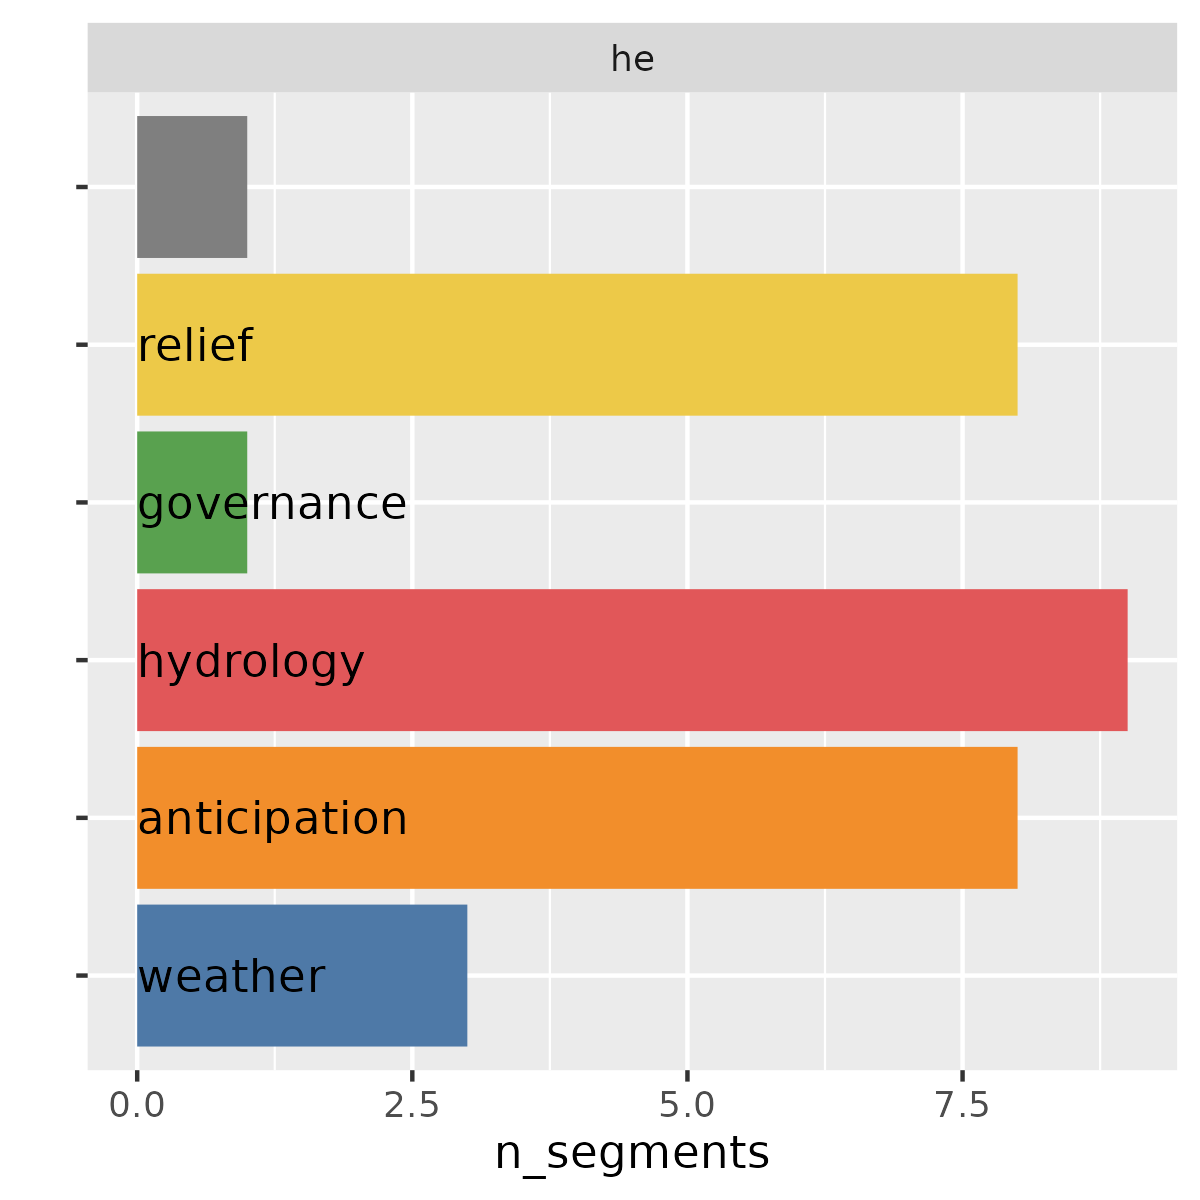 he
relief
governance
hydrology
anticipation
weather
0.0 2.5 5.0 7.5
n_segments